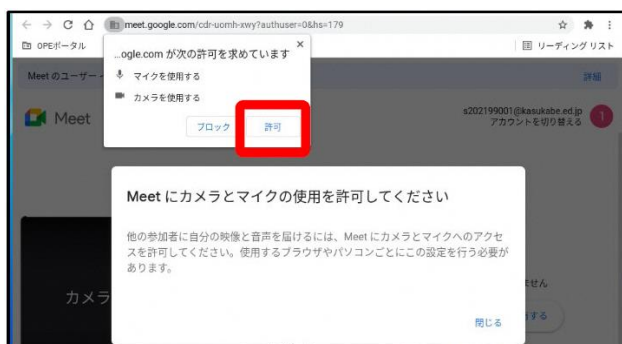 meet.google.com/cdr-uomh-xwy?authuser=0&hs=179
OPEポータル
リーディング リスト
...ogle.com が次の許可を求めています
×
マイクを使用する
カメラを使用する
ブロック
許可
Meet のユーザー
詳細
Meet
s202199001@kasukabe.ed.jp
アカウントを切り替える
1
Meet にカメラとマイクの使用を許可してください
他の参加者に自分の映像と音声を届けるには、Meet にカメラとマイクへのアクセ
スを許可してください。使用するブラウザやパソコンごとにこの設定を行う必要が
あります。
カメラ
ません
する
閉じる